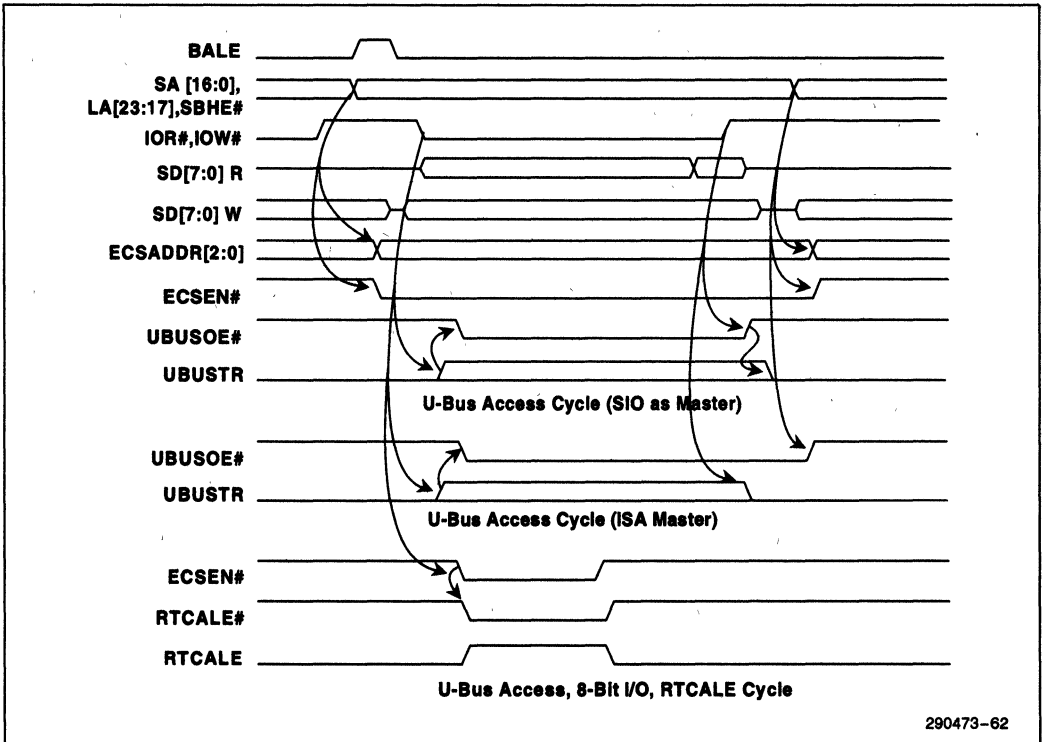 BALE
SA [16:0],
LA[23:17],SBHE#
IOR#,IOW#
SD[7:0] R
SD[7:0] W
ECSADDR[2:0]
ECSEN#
UBUSOE#
UBUSTR
U-Bus Access Cycle (SIO as Master)
UBUSOE#
UBUSTR
U-Bus Access Cycle (ISA Master)
ECSEN#
RTCALE#
RTCALE
U-Bus Access, 8-Bit I/O, RTCALE Cycle
290473-62